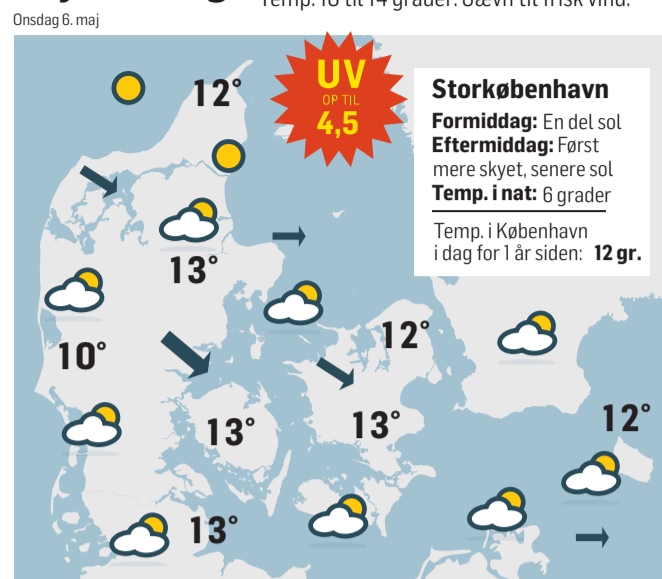 Temp. 10 til 14 grader. Jævn til frisk vind.
Onsdag 6. maj
12°
UV
OP TIL
4,5
Storkøbenhavn
Formiddag: En del sol
Eftermiddag: Først
mere skyet, senere sol
Temp. i nat: 6 grader
Temp. i København
i dag for 1 år siden: 12 gr.
13°
10°
12°
13°
13°
12°
13°